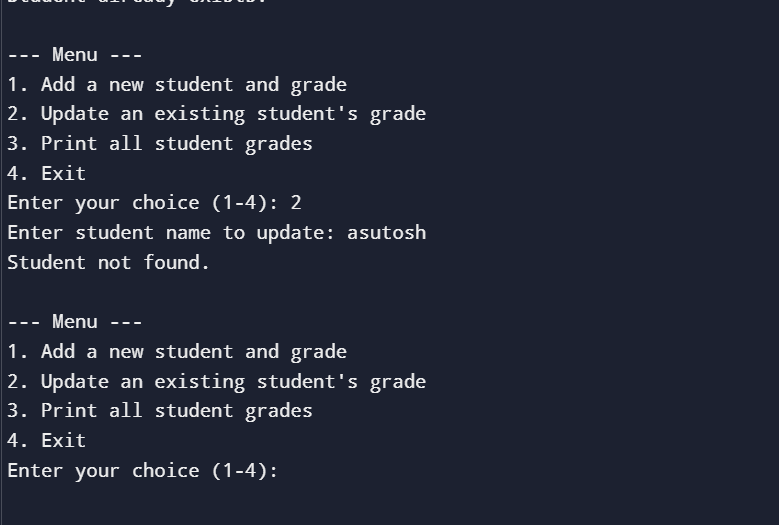 Student already exists.
--- Menu ---
1. Add a new student and grade
2. Update an existing student's grade
3. Print all student grades
4. Exit
Enter your choice (1-4): 2
Enter student name to update: asutosh
Student not found.
--- Menu ---
1. Add a new student and grade
2. Update an existing student's grade
3. Print all student grades
4. Exit
Enter your choice (1-4):